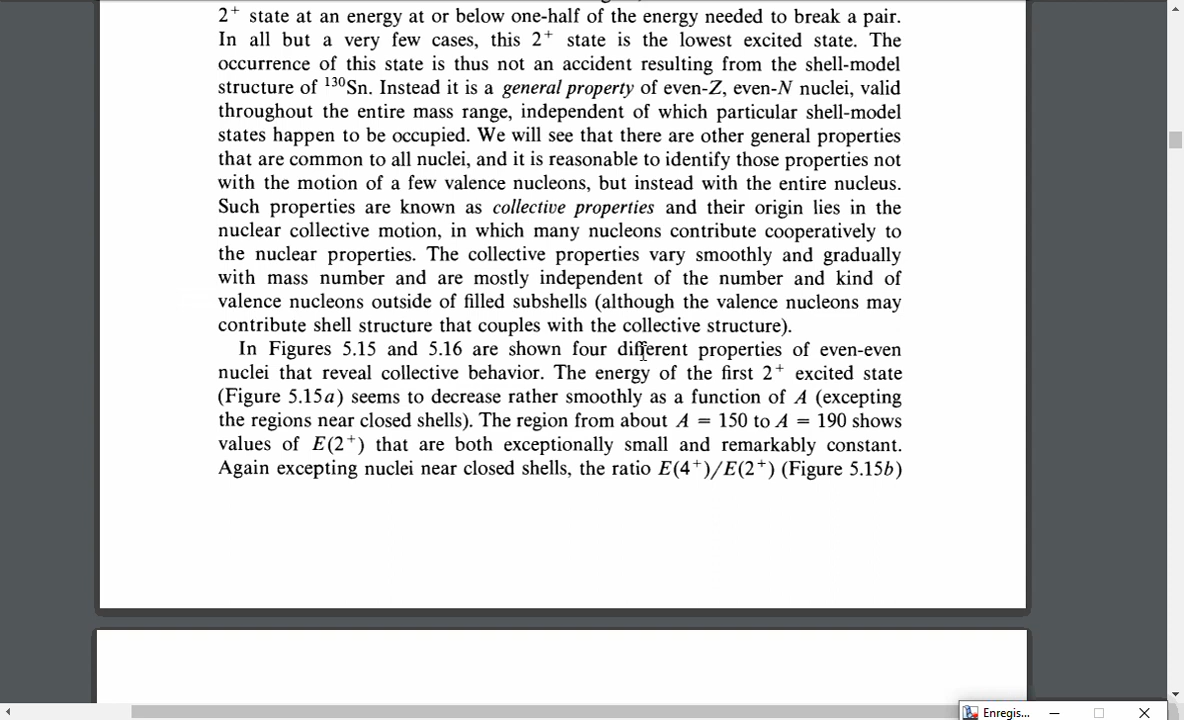 2⁺ state at an energy at or below one-half of the energy needed to break a pair.
In all but a very few cases, this 2⁺ state is the lowest excited state. The
occurrence of this state is thus not an accident resulting from the shell-model
structure of ¹³⁰Sn. Instead it is a general property of even-Z, even-N nuclei, valid
throughout the entire mass range, independent of which particular shell-model
states happen to be occupied. We will see that there are other general properties
that are common to all nuclei, and it is reasonable to identify those properties not
with the motion of a few valence nucleons, but instead with the entire nucleus.
Such properties are known as collective properties and their origin lies in the
nuclear collective motion, in which many nucleons contribute cooperatively to
the nuclear properties. The collective properties vary smoothly and gradually
with mass number and are mostly independent of the number and kind of
valence nucleons outside of filled subshells (although the valence nucleons may
contribute shell structure that couples with the collective structure).
In Figures 5.15 and 5.16 are shown four different properties of even-even
nuclei that reveal collective behavior. The energy of the first 2⁺ excited state
(Figure 5.15a) seems to decrease rather smoothly as a function of A (excepting
the regions near closed shells). The region from about A = 150 to A = 190 shows
values of E(2⁺) that are both exceptionally small and remarkably constant.
Again excepting nuclei near closed shells, the ratio E(4⁺)/E(2⁺) (Figure 5.15b)
Enregis...